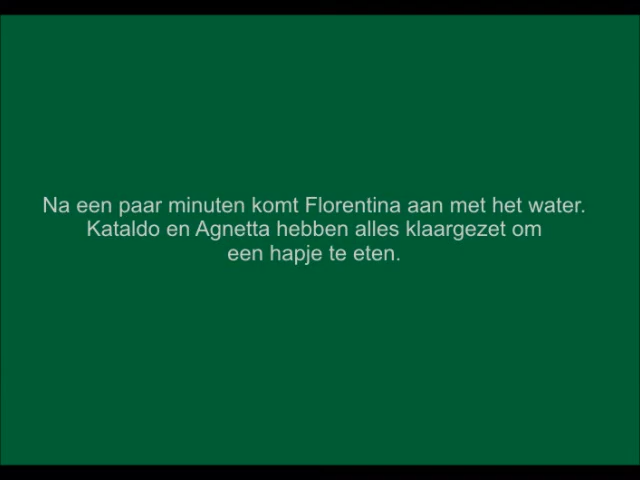 Na een paar minuten komt Florentina aan met het water.
Kataldo en Agnetta hebben alles klaargezet om
een hapje te eten.